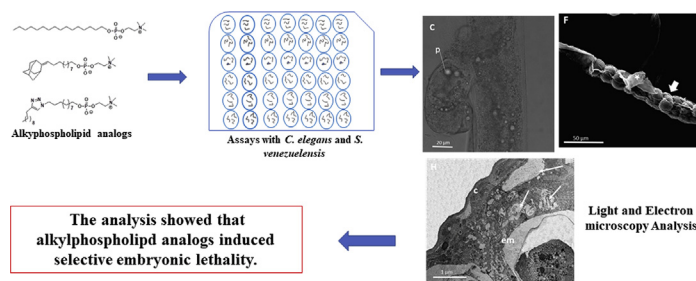 Alkyphospholipid analogs
Assays with C. elegans and S.
venezuelensis
C
p
20 µm
F
50 µm
H
c
em.
1 µm
Light and Electron
microscopy Analysis
The analysis showed that
alkylphospholipd analogs induced
selective embryonic lethality.